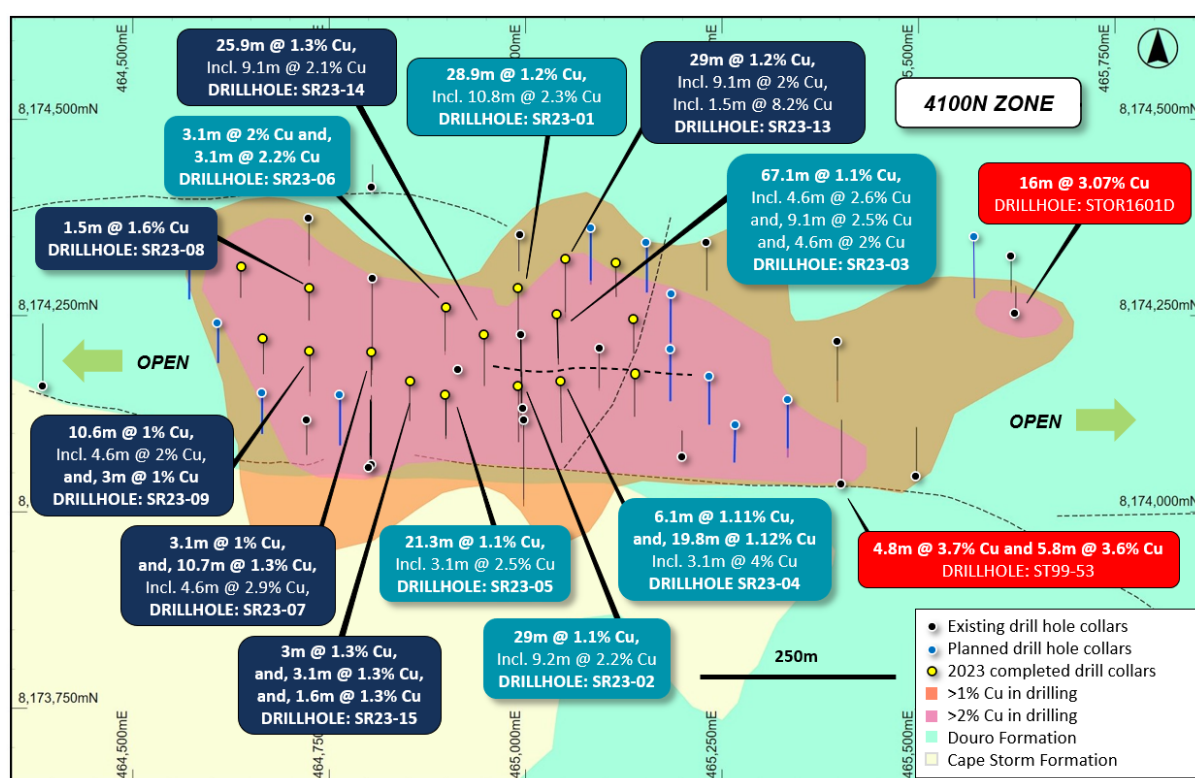 464,500mE
465,500mE
465,750mE
8,174,500mN
8,174,500mN
4100N ZONE
25.9m @ 1.3% Cu,
Incl. 9.1m @ 2.1% Cu
DRILLHOLE: SR23-14
28.9m @ 1.2% Cu,
Incl. 10.8m @ 2.3% Cu
DRILLHOLE: SR23-01
29m @ 1.2% Cu,
Incl. 9.1m @ 2% Cu,
Incl. 1.5m @ 8.2% Cu
DRILLHOLE: SR23-13
3.1m @ 2% Cu and,
3.1m @ 2.2% Cu
DRILLHOLE: SR23-06
67.1m @ 1.1% Cu,
Incl. 4.6m @ 2.6% Cu
and, 9.1m @ 2.5% Cu
and, 4.6m @ 2% Cu
DRILLHOLE: SR23-03
16m @ 3.07% Cu
DRILLHOLE: STOR1601D
1.5m @ 1.6% Cu
DRILLHOLE: SR23-08
8,174,250mN
8,174,250mN
OPEN
OPEN
10.6m @ 1% Cu,
Incl. 4.6m @ 2% Cu,
and, 3m @ 1% Cu
DRILLHOLE: SR23-09
8,174,000mN
3.1m @ 1% Cu,
and, 10.7m @ 1.3% Cu,
Incl. 4.6m @ 2.9% Cu,
DRILLHOLE: SR23-07
21.3m @ 1.1% Cu,
Incl. 3.1m @ 2.5% Cu
DRILLHOLE: SR23-05
6.1m @ 1.11% Cu,
and, 19.8m @ 1.12% Cu
Incl. 3.1m @ 4% Cu
DRILLHOLE SR23-04
4.8m @ 3.7% Cu and 5.8m @ 3.6% Cu
DRILLHOLE: ST99-53
3m @ 1.3% Cu,
and, 3.1m @ 1.3% Cu,
and, 1.6m @ 1.3% Cu
DRILLHOLE: SR23-15
29m @ 1.1% Cu,
Incl. 9.2m @ 2.2% Cu
DRILLHOLE: SR23-02
250m
8,173,750mN
Existing drill hole collars
Planned drill hole collars
2023 completed drill collars
>1% Cu in drilling
>2% Cu in drilling
Douro Formation
Cape Storm Formation
464,500mE
464,750mE
465,000mE
465,250mE